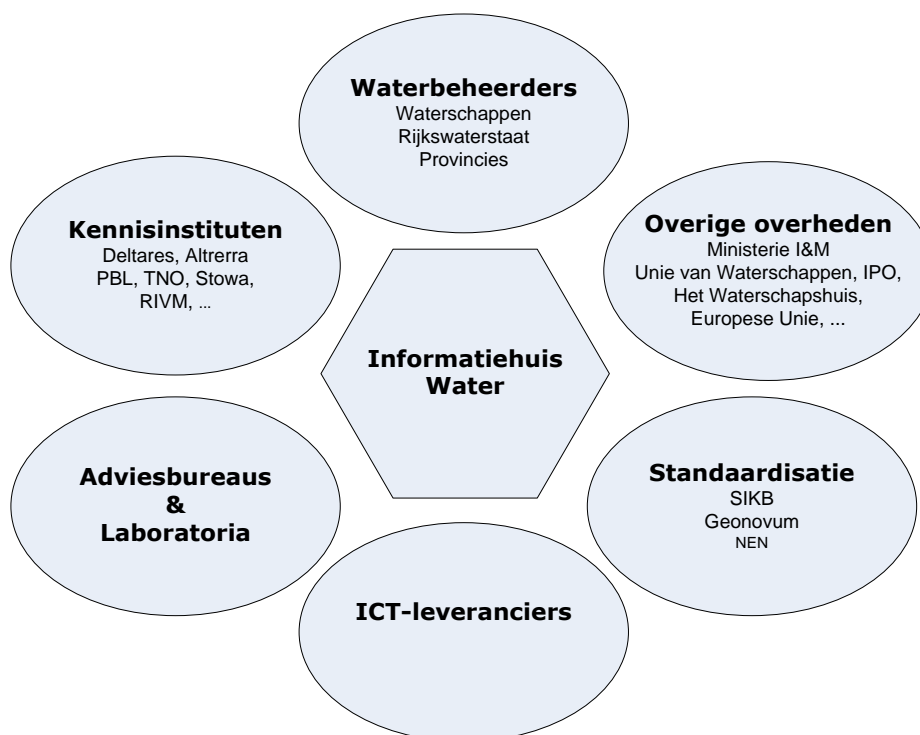 Waterbeheerders
Waterschappen
Rijkswaterstaat
Provincies
Kennisinstituten
Deltares, Altrerra
PBL, TNO, Stowa,
RIVM, ...
Overige overheden
Ministerie I&M
Unie van Waterschappen, IPO,
Het Waterschapshuis,
Europese Unie, ...
Informatiehuis
Water
Adviesbureaus
&
Laboratoria
Standaardisatie
SIKB
Geonovum
NEN
ICT-leveranciers